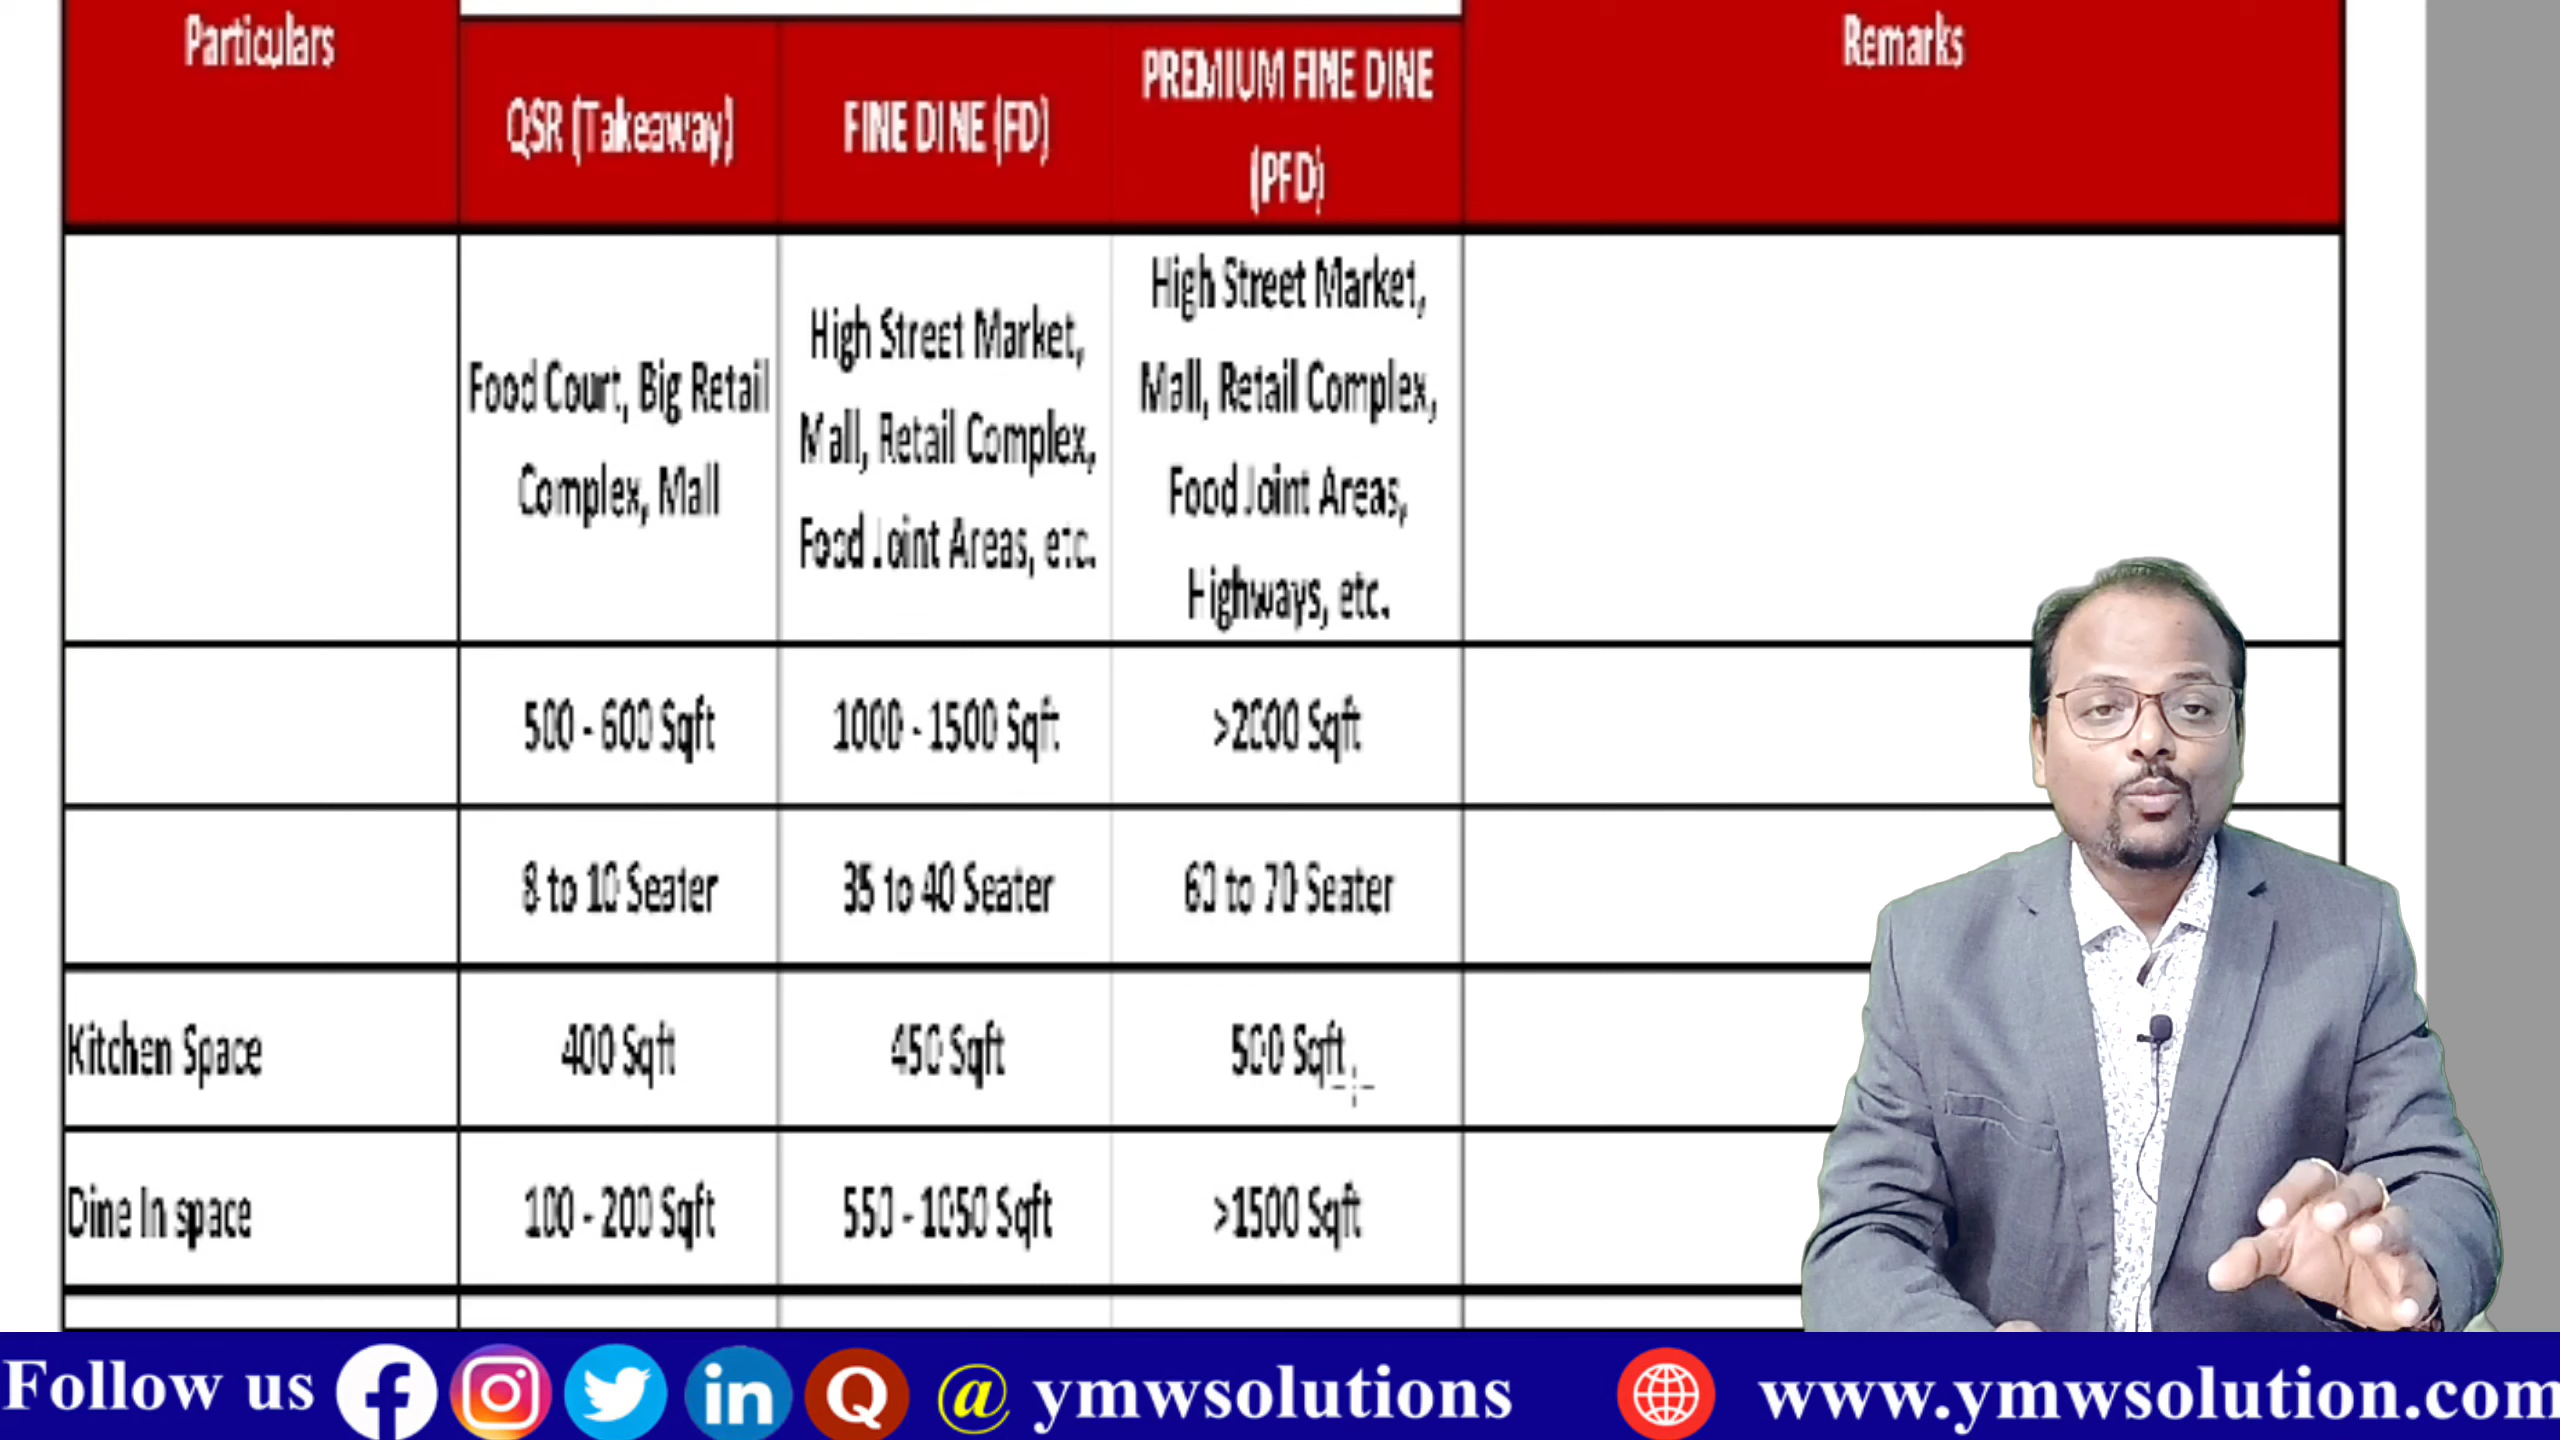 Particulars
QSR (Takeaway)
FINE DINE (FD)
PREMIUM FINE DINE
(PFD)
Remarks
Food Court, Big Retail
Complex, Mall
High Street Market,
Mall, Retail Complex,
Food Joint Areas, etc.
High Street Market,
Mall, Retail Complex,
Food Joint Areas,
Highways, etc.
500 - 600 Sqft
1000 - 1500 Sqft
>2000 Sqft
8 to 10 Seater
35 to 40 Seater
60 to 70 Seater
Kitchen Space
400 Sqft
450 Sqft
500 Sqft
Dine In space
100 - 200 Sqft
550 - 1050 Sqft
>1500 Sqft
Follow us @ ymwsolutions www.ymwsolution.com